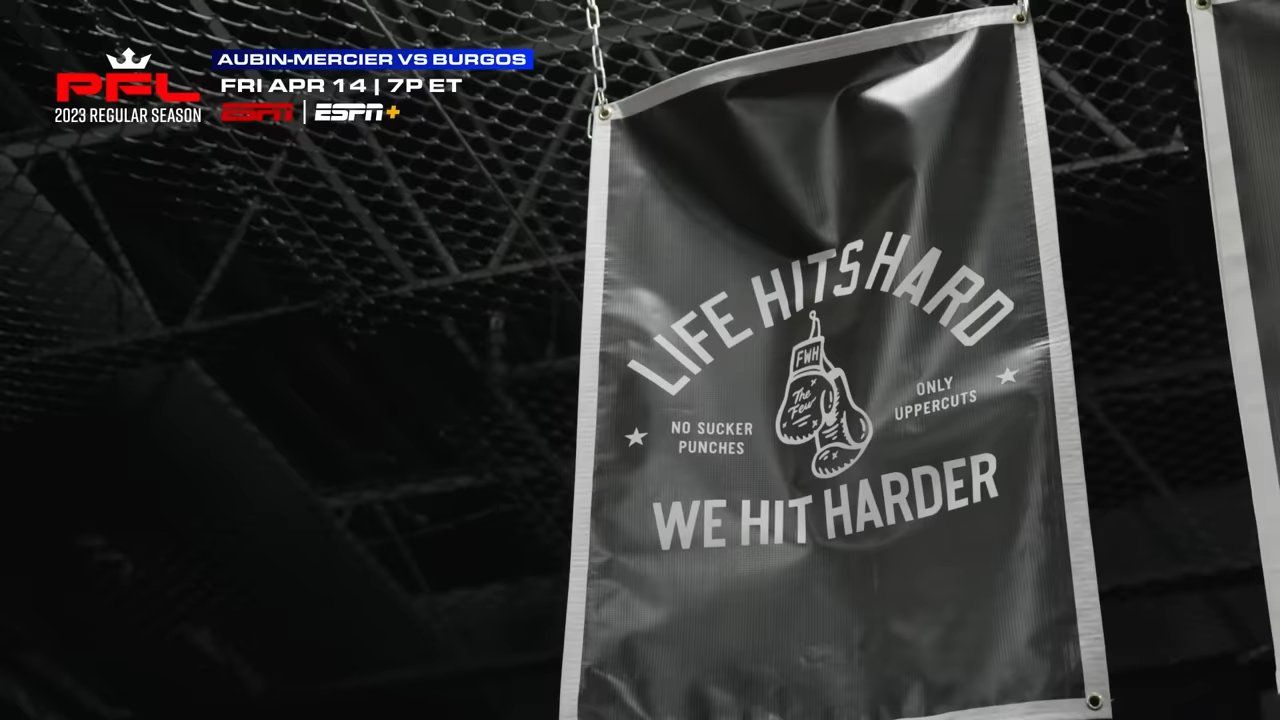 PFL
2023 REGULAR SEASON
AUBIN-MERCIER VS BURGOS
FRI APR 14 | 7P ET
ESPN | ESPN+
LIFE HITS HARD
FWH
The
Few
NO SUCKER
PUNCHES
ONLY
UPPERCUTS
WE HIT HARDER